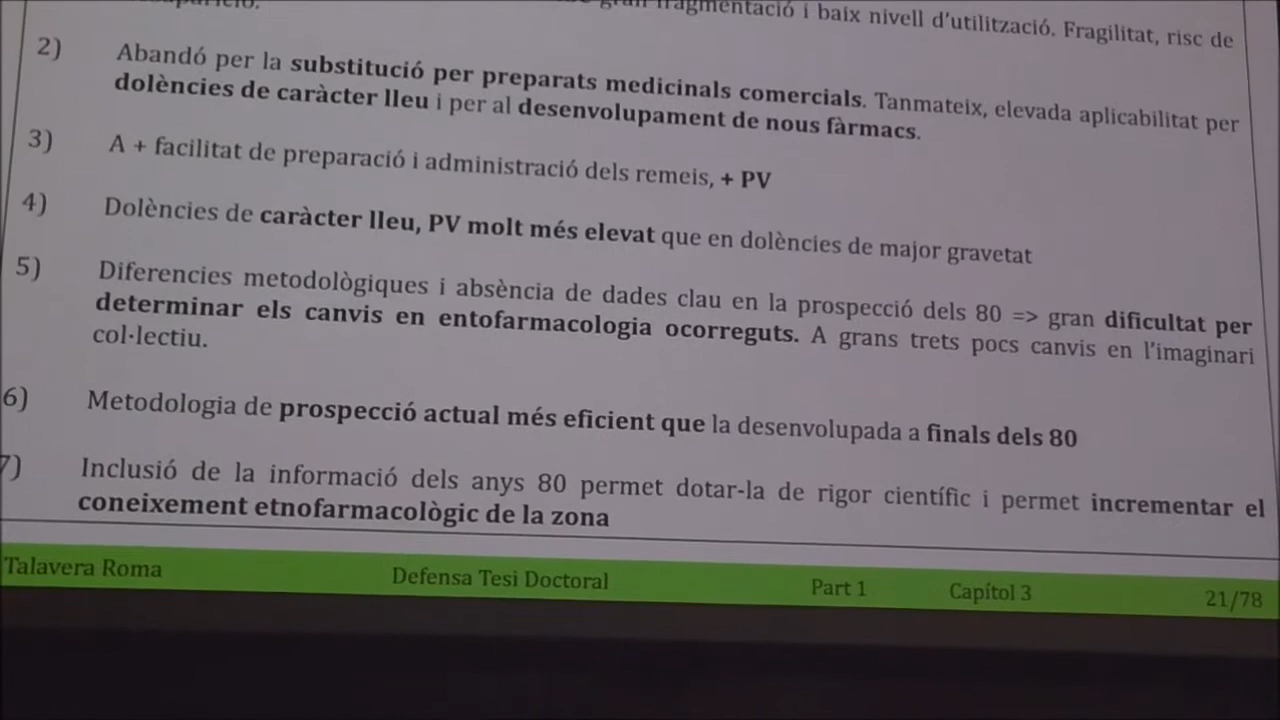 fragmentació i baix nivell d'utilització. Fragilitat, risc de
2) Abandó per la substitució per preparats medicinals comercials. Tanmateix, elevada aplicabilitat per
dolències de caràcter lleu i per al desenvolupament de nous fàrmacs.
3) A + facilitat de preparació i administració dels remeis, + PV
4) Dolències de caràcter lleu, PV molt més elevat que en dolències de major gravetat
5) Diferencies metodològiques i absència de dades clau en la prospecció dels 80 => gran dificultat per
determinar els canvis en entofarmacologia ocorreguts. A grans trets pocs canvis en l'imaginari
col·lectiu.
6) Metodologia de prospecció actual més eficient que la desenvolupada a finals dels 80
7) Inclusió de la informació dels anys 80 permet dotar-la de rigor científic i permet incrementar el
coneixement etnofarmacològic de la zona
Talavera Roma Defensa Tesi Doctoral Part 1 Capítol 3 21/78